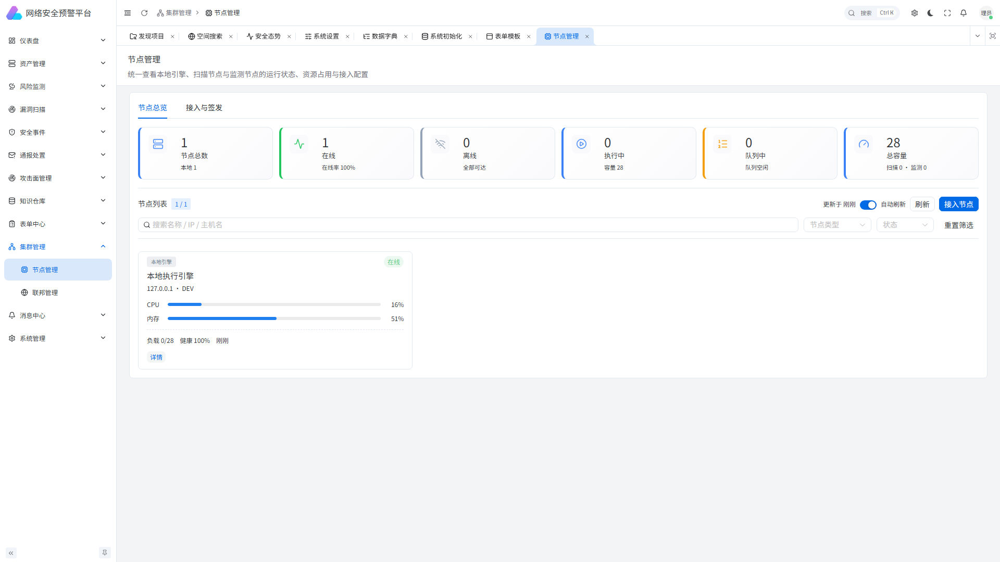 网络安全预警平台
集群管理 > 节点管理
搜索 Ctrl K
理员
仪表盘
资产管理
风险监测
漏洞扫描
安全事件
通报处置
攻击面管理
知识仓库
表单中心
集群管理
节点管理
联邦管理
消息中心
系统管理
发现项目 × 空间搜索 × 安全态势 × 系统设置 × 数据字典 × 系统初始化 × 表单模板 × 节点管理 ×
节点管理
统一查看本地引擎、扫描节点与监测节点的运行状态、资源占用与接入配置
节点总览 接入与签发
1
节点总数
本地 1
1
在线
在线率 100%
0
离线
全部可达
0
执行中
容量 28
0
队列中
队列空闲
28
总容量
扫描 0 · 监测 0
节点列表 1 / 1
更新于 刚刚 自动刷新 刷新 接入节点
搜索名称 / IP / 主机名 节点类型 状态 重置筛选
本地引擎 在线
本地执行引擎
127.0.0.1 · DEV
CPU 16%
内存 51%
负载 0/28 健康 100% 刚刚
详情